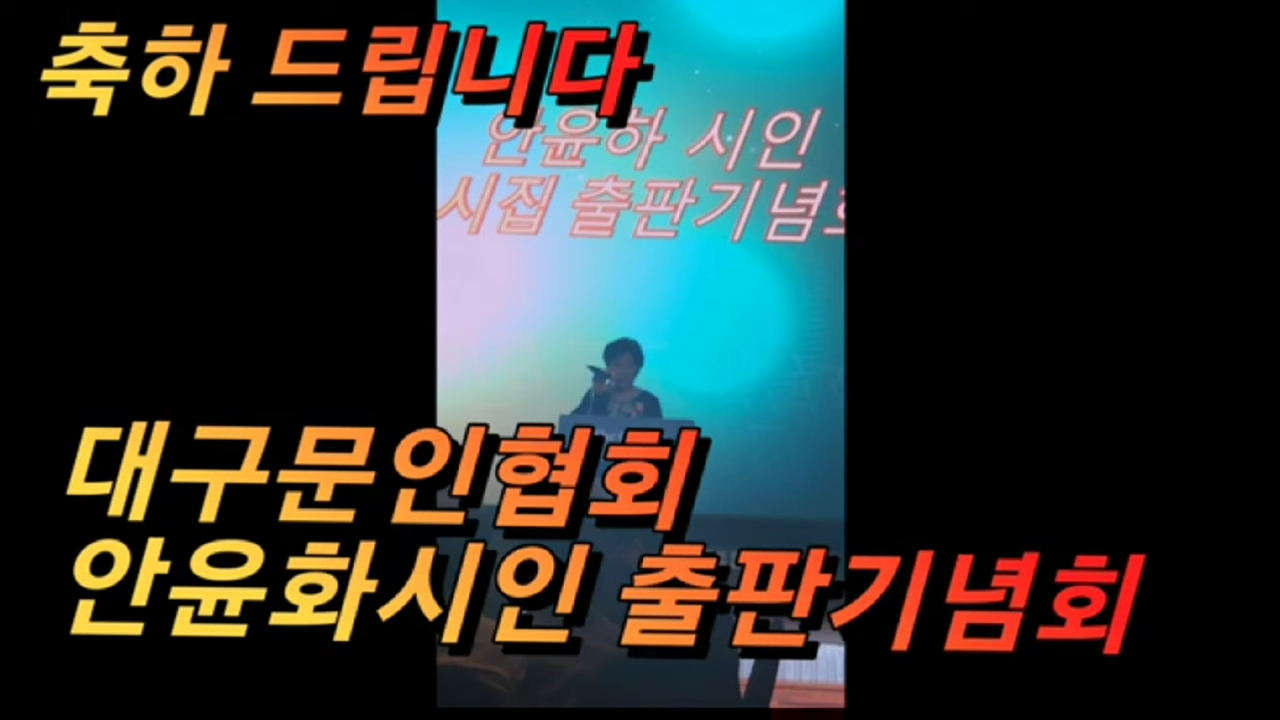 축하 드립니다
안윤하 시인
시집 출판기념회
대구문인협회
안윤화시인 출판기념회